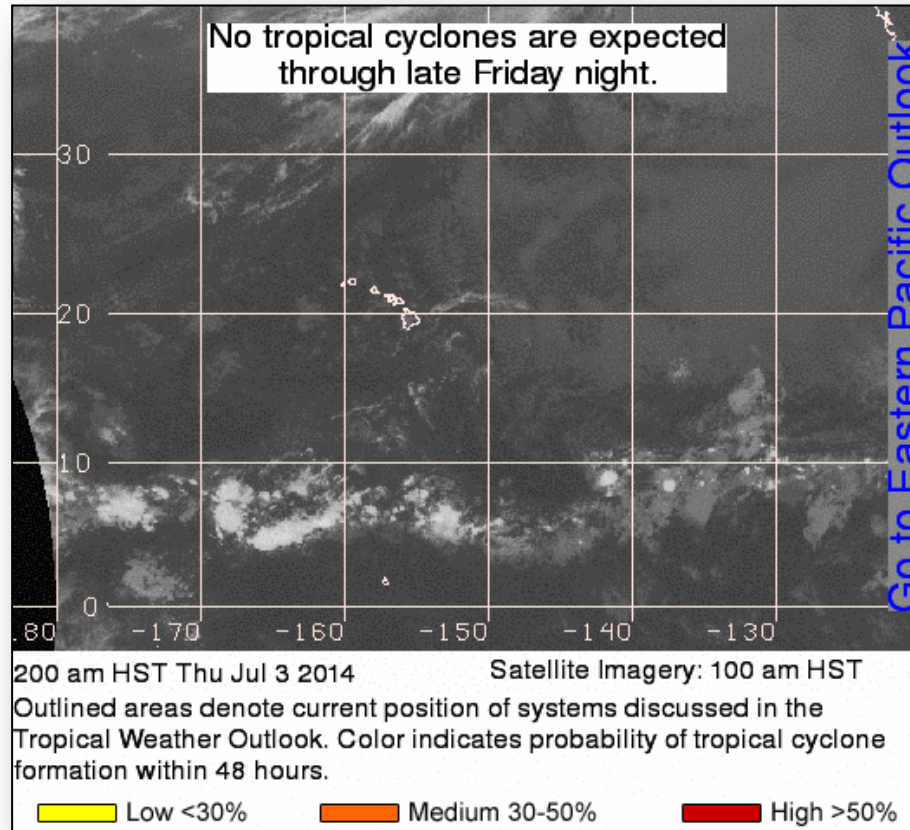 No tropical cyclones are expected
through late Friday night.
Go to Eastern Pacific Outlook
30
20
10
0
.80 -170 -160 -150 -140 -130
200 am HST Thu Jul 3 2014 Satellite Imagery: 100 am HST
Outlined areas denote current position of systems discussed in the
Tropical Weather Outlook. Color indicates probability of tropical cyclone
formation within 48 hours.
Low <30% Medium 30-50% High >50%